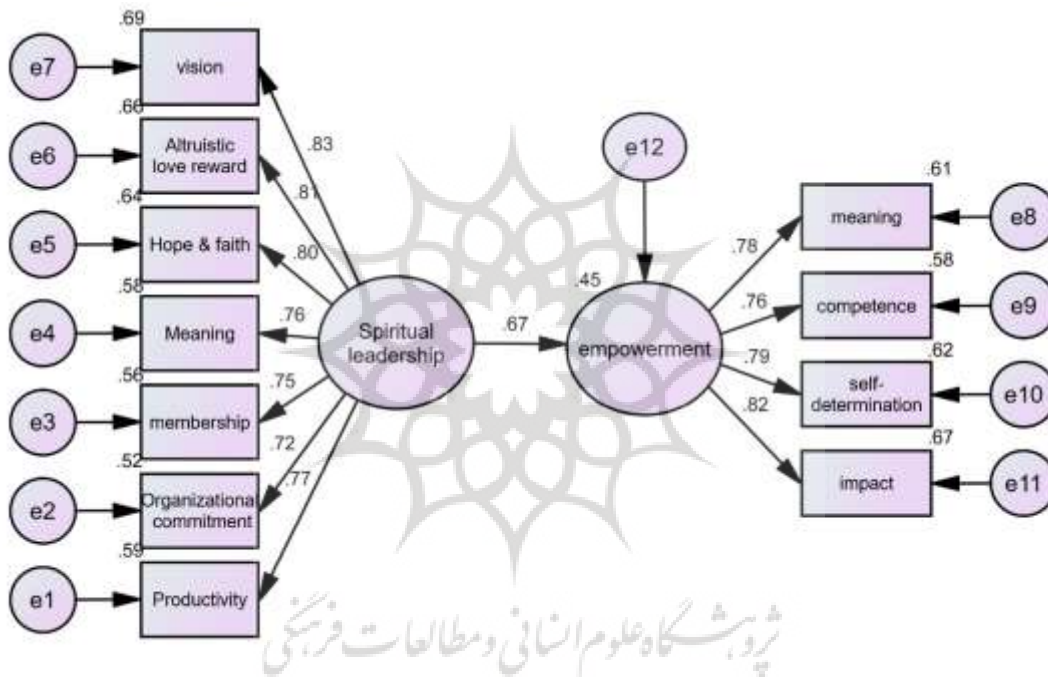 .69
e7
vision
.66
e6
Altruistic
love reward
.64
e5
Hope & faith
.58
e4
Meaning
.56
e3
membership
.52
e2
Organizational
commitment
.59
e1
Productivity
.83
.81
.80
.76
.75
.72
.77
Spiritual
leadership
.67
e12
.45
empowerment
.78
.76
.79
.82
.61
meaning
e8
.58
competence
e9
.62
self-
determination
e10
.67
impact
e11
پژوهشگاه علوم انسانی و مطالعات فرهنگی